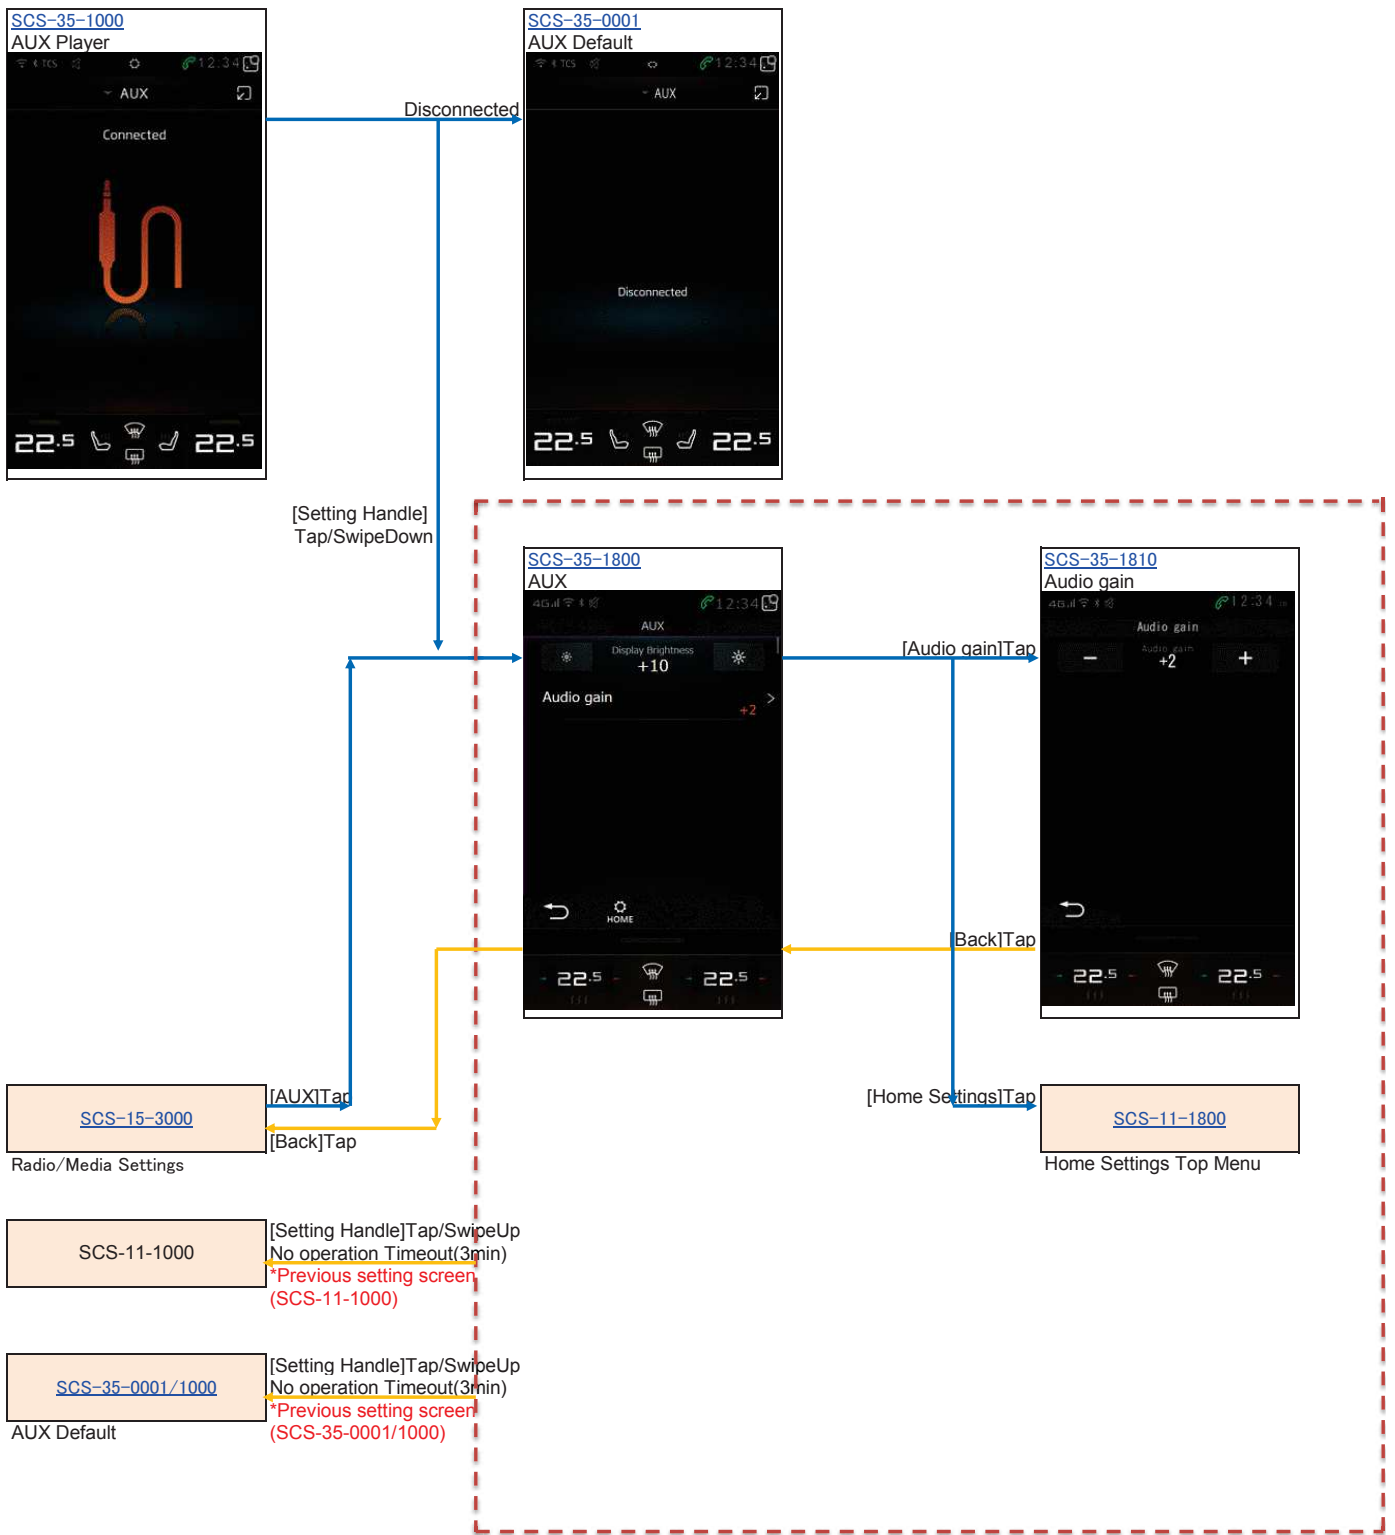 SCS-35-1000
AUX Player
TCS
12:34
AUX
Connected
22.5
22.5
Disconnected
SCS-35-0001
AUX Default
TCS
12:34
AUX
Disconnected
22.5
22.5
[Setting Handle]
Tap/SwipeDown
SCS-35-1800
AUX
4G
12:34
AUX
Display Brightness
+10
Audio gain
+2
HOME
22.5
22.5
[Audio gain]Tap
SCS-35-1810
Audio gain
4G
12:34
Audio gain
Audio gain
+2
22.5
22.5
[Back]Tap
SCS-15-3000
Radio/Media Settings
[AUX]Tap
[Back]Tap
[Home Settings]Tap
SCS-11-1800
Home Settings Top Menu
SCS-11-1000
[Setting Handle]Tap/SwipeUp
No operation Timeout(3min)
*Previous setting screen
(SCS-11-1000)
SCS-35-0001/1000
AUX Default
[Setting Handle]Tap/SwipeUp
No operation Timeout(3min)
*Previous setting screen
(SCS-35-0001/1000)